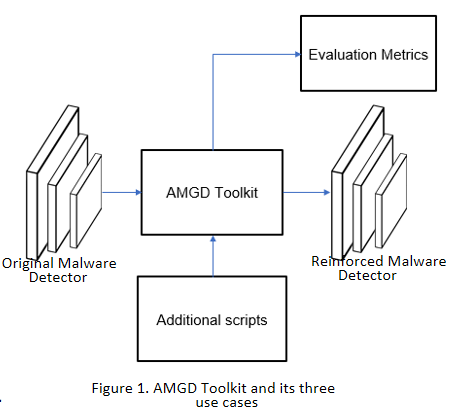 Evaluation Metrics
AMGD Toolkit
Original Malware
Detector
Reinforced Malware
Detector
Additional scripts
Figure 1. AMGD Toolkit and its three
use cases